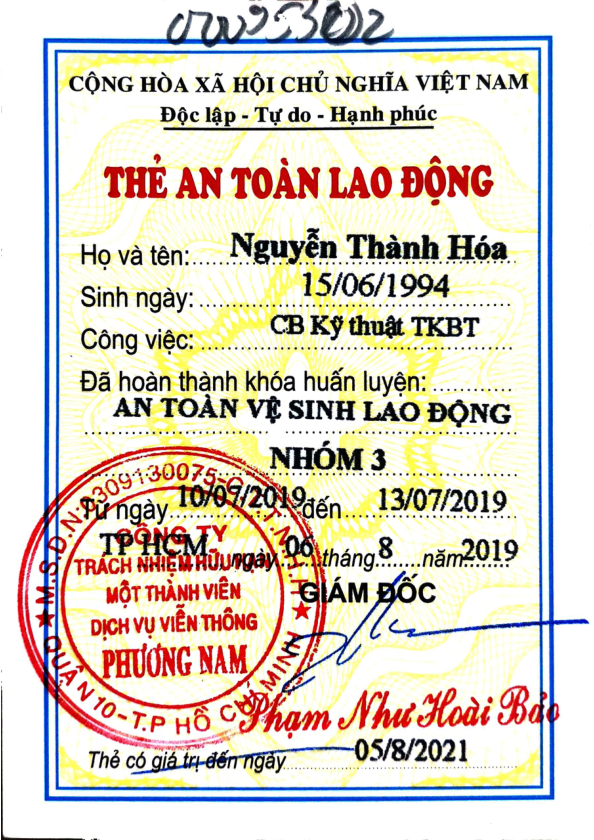 CỘNG HÒA XÃ HỘI CHỦ NGHĨA VIỆT NAM
Độc lập - Tự do - Hạnh phúc
THẺ AN TOÀN LAO ĐỘNG
Họ và tên: Nguyễn Thành Hóa
Sinh ngày: 15/06/1994
Công việc: CB Kỹ thuật TKBT
Đã hoàn thành khóa huấn luyện:
AN TOÀN VỆ SINH LAO ĐỘNG
NHÓM 3
Từ ngày 10/07/2019 đến 13/07/2019
TP HCM ngày 06 tháng 8 năm 2019
GIÁM ĐỐC
M.S.D.N:0309130075-C.T.T.N.H.H
CÔNG TY
TRÁCH NHIỆM HỮU HẠN
MỘT THÀNH VIÊN
DỊCH VỤ VIỄN THÔNG
PHƯƠNG NAM
QUẬN 10-T.P HỒ CHÍ MINH
Phạm Như Hoài Bảo
Thẻ có giá trị đến ngày 05/8/2021